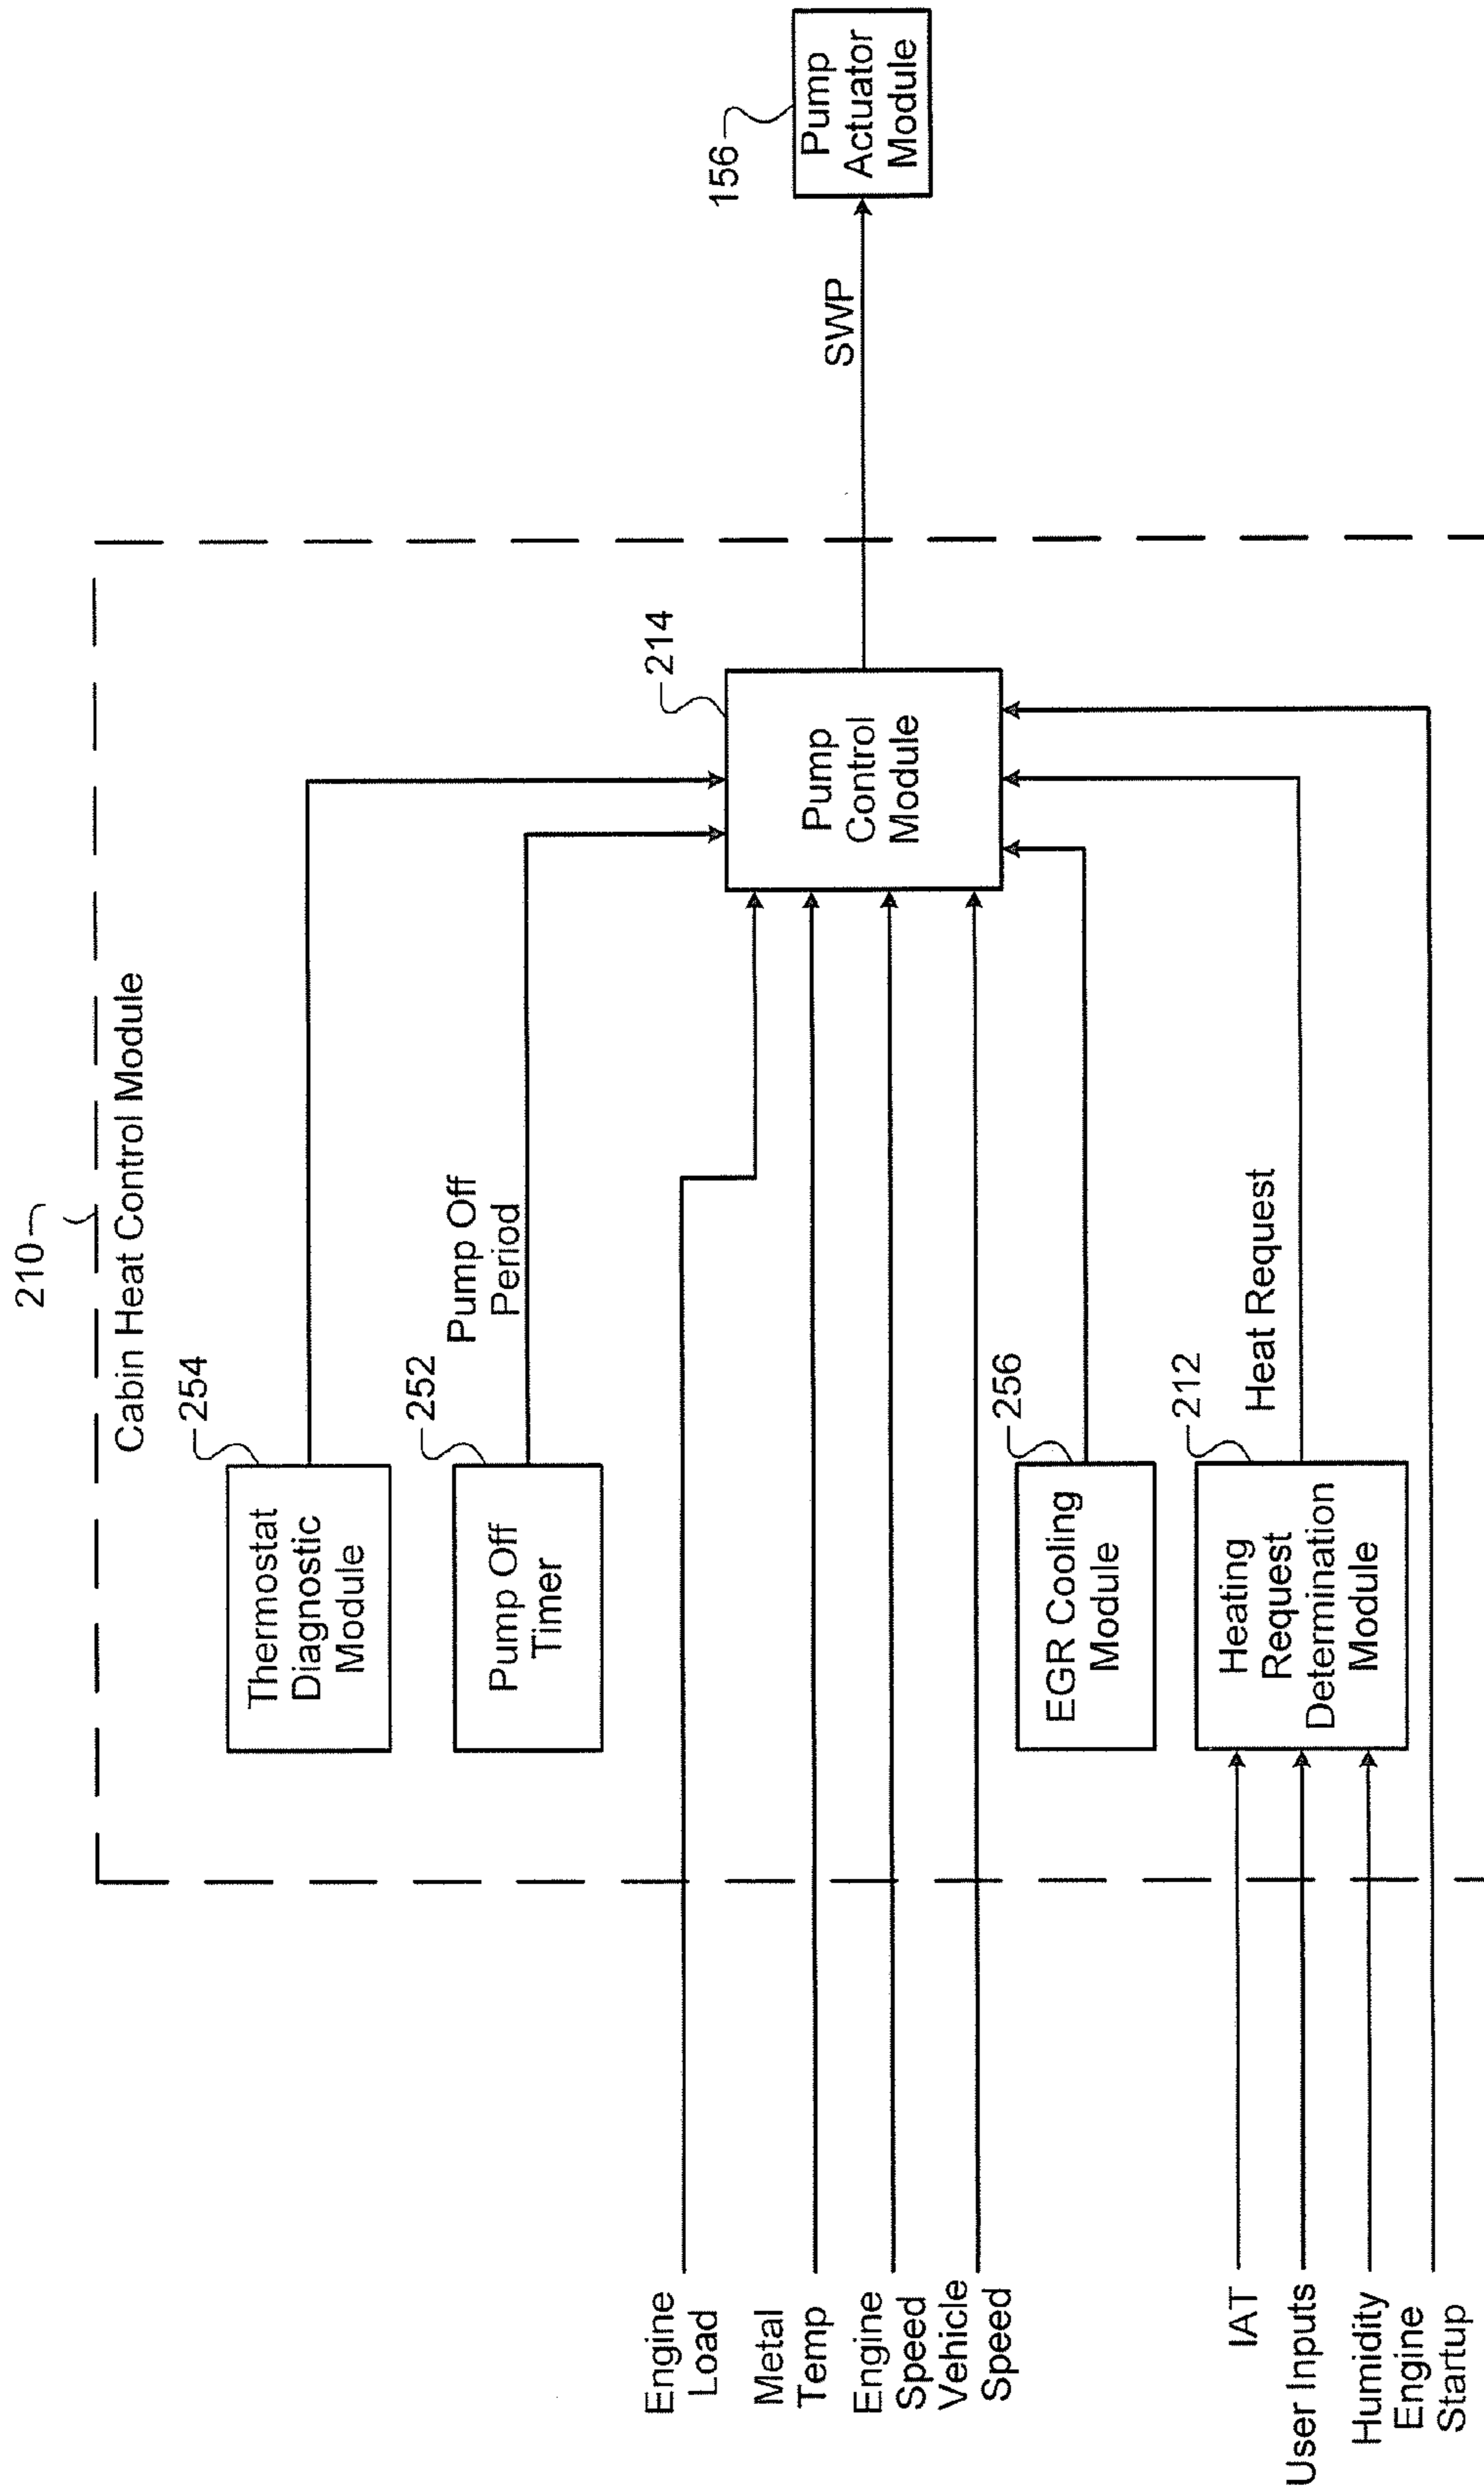 210
Cabin Heat Control Module
254
Thermostat
Diagnostic
Module
252
Pump Off
Timer
Pump Off
Period
Engine
Load
Metal
Temp
Engine
Speed
Vehicle
Speed
214
Pump
Control
Module
SWP
156
Pump
Actuator
Module
256
EGR Cooling
Module
212
Heating
Request
Determination
Module
Heat Request
IAT
User Inputs
Humidity
Engine
Startup